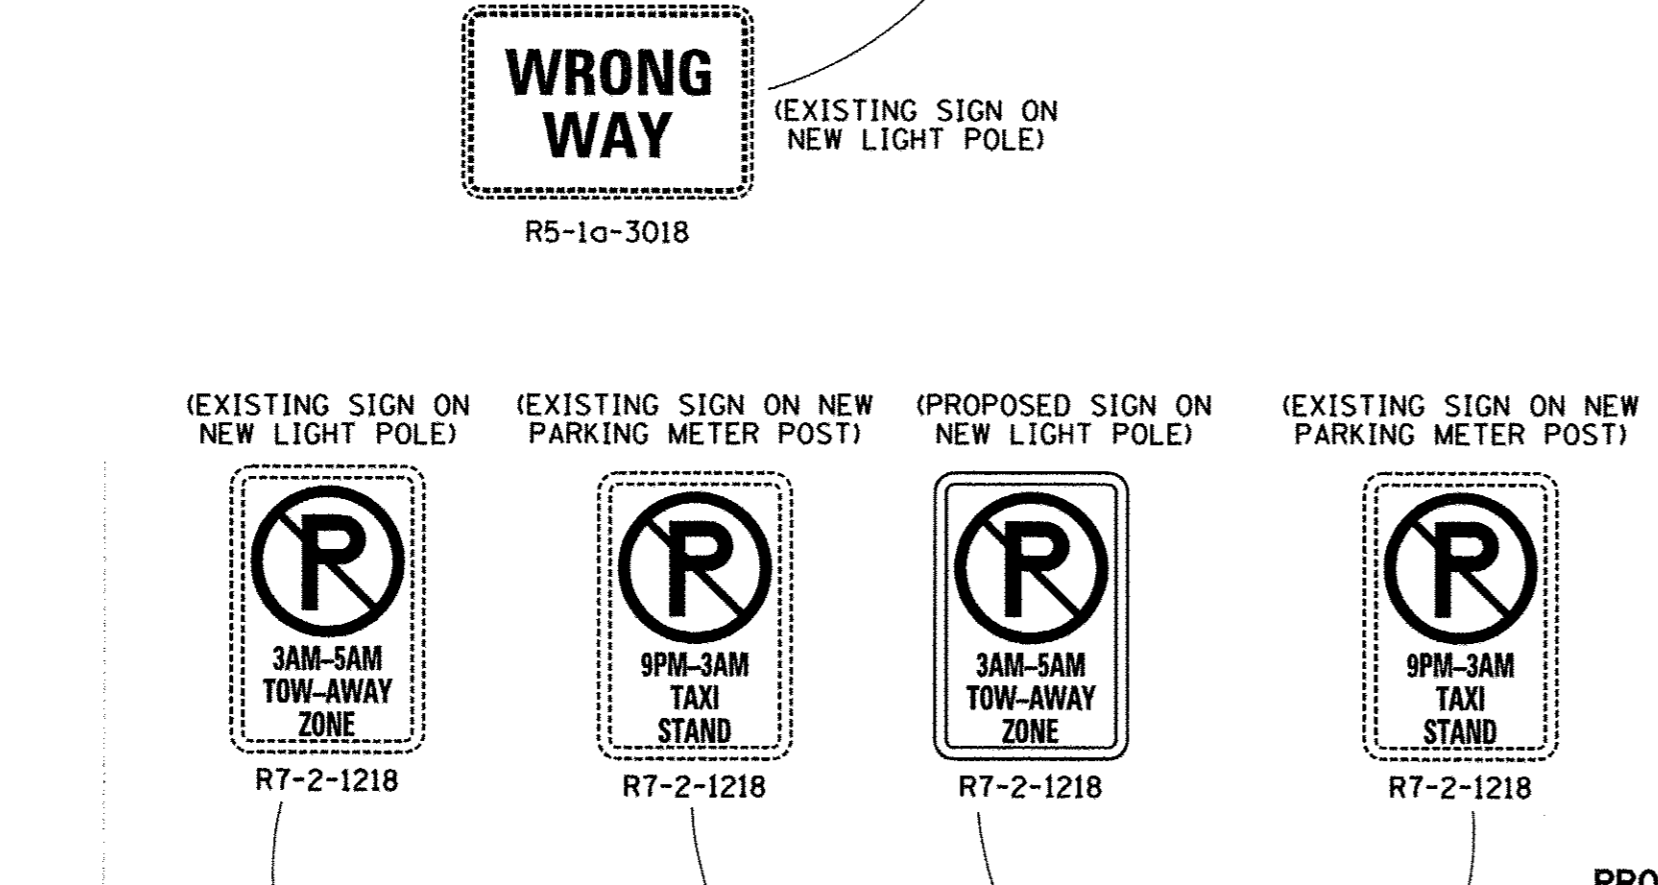 WRONG
WAY
(EXISTING SIGN ON
NEW LIGHT POLE)
R5-1a-3018
(EXISTING SIGN ON
NEW LIGHT POLE)
P
3AM-5AM
TOW-AWAY
ZONE
R7-2-1218
(EXISTING SIGN ON NEW
PARKING METER POST)
P
9PM-3AM
TAXI
STAND
R7-2-1218
(PROPOSED SIGN ON
NEW LIGHT POLE)
P
3AM-5AM
TOW-AWAY
ZONE
R7-2-1218
(EXISTING SIGN ON NEW
PARKING METER POST)
P
9PM-3AM
TAXI
STAND
R7-2-1218